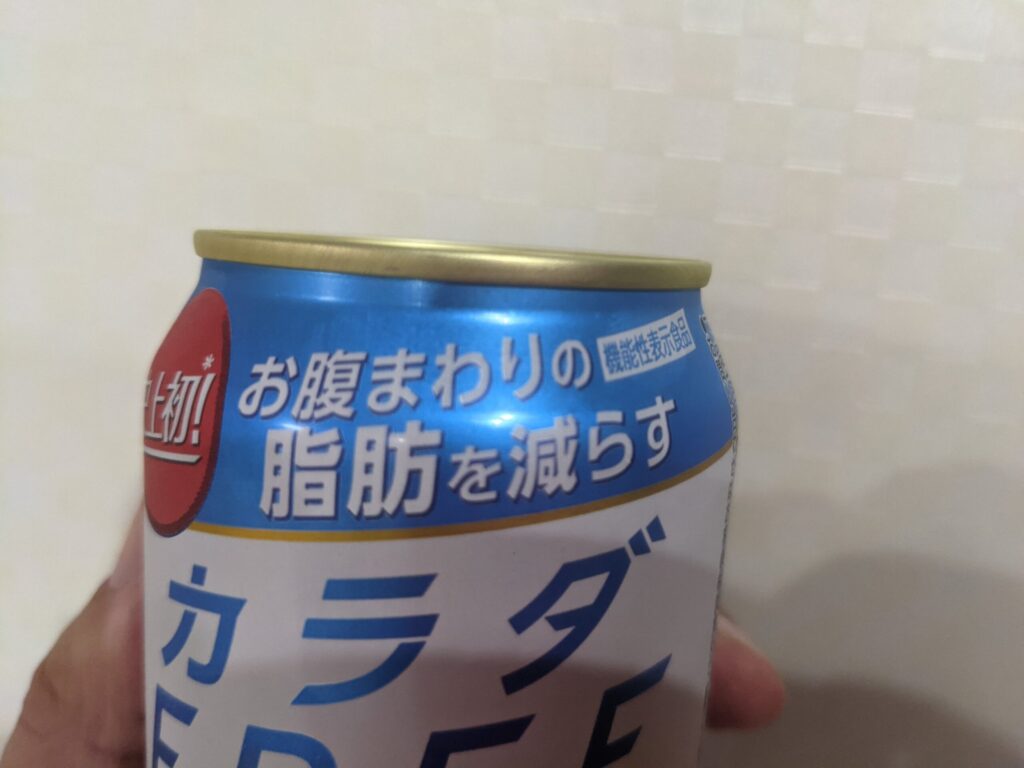 上初!*
お腹まわりの
機能性表示食品
脂肪を減らす
カラダ
FREE